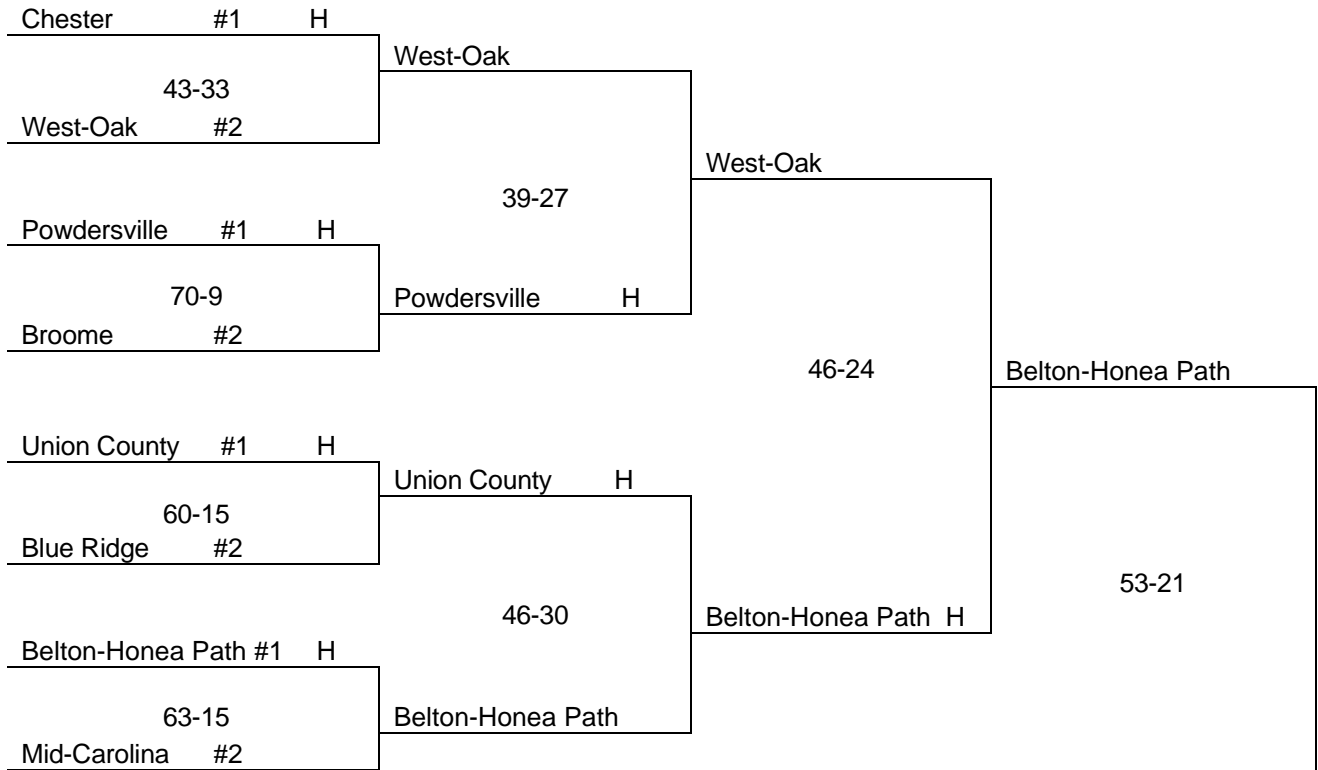 Chester #1 H
West-Oak
43-33
West-Oak #2
West-Oak
39-27
Powdersville #1 H
70-9
Powdersville H
Broome #2
46-24
Belton-Honea Path
Union County #1 H
Union County H
60-15
Blue Ridge #2
53-21
46-30
Belton-Honea Path H
Belton-Honea Path #1 H
63-15
Belton-Honea Path
Mid-Carolina #2